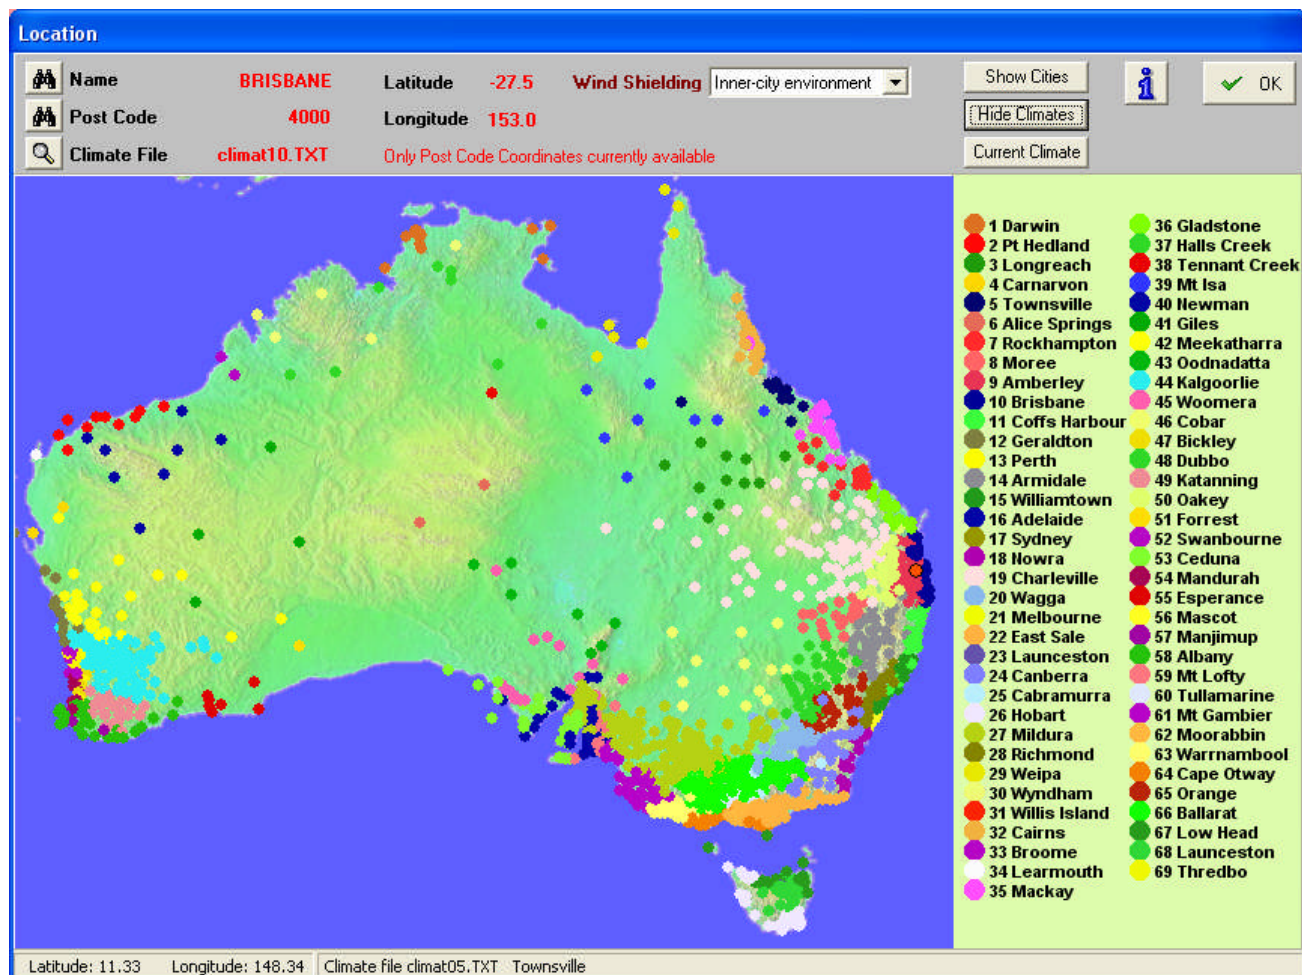 Location
Name BRISBANE Latitude -27.5 Wind Shielding Inner-city environment Show Cities OK
Post Code 4000 Longitude 153.0 Hide Climates
Climate File climat10.TXT Only Post Code Coordinates currently available Current Climate
1 Darwin 36 Gladstone
2 Pt Hedland 37 Halls Creek
3 Longreach 38 Tennant Creek
4 Carnarvon 39 Mt Isa
5 Townsville 40 Newman
6 Alice Springs 41 Giles
7 Rockhampton 42 Meekatharra
8 Moree 43 Oodnadatta
9 Amberley 44 Kalgoorlie
10 Brisbane 45 Woomera
11 Coffs Harbour 46 Cobar
12 Geraldton 47 Bickley
13 Perth 48 Dubbo
14 Armidale 49 Katanning
15 Williamtown 50 Oakey
16 Adelaide 51 Forrest
17 Sydney 52 Swanbourne
18 Nowra 53 Ceduna
19 Charleville 54 Mandurah
20 Wagga 55 Esperance
21 Melbourne 56 Mascot
22 East Sale 57 Manjimup
23 Launceston 58 Albany
24 Canberra 59 Mt Lofty
25 Cabramurra 60 Tullamarine
26 Hobart 61 Mt Gambier
27 Mildura 62 Moorabbin
28 Richmond 63 Warrnambool
29 Weipa 64 Cape Otway
30 Wyndham 65 Orange
31 Willis Island 66 Ballarat
32 Cairns 67 Low Head
33 Broome 68 Launceston
34 Learmouth 69 Thredbo
35 Mackay
Latitude: 11.33 Longitude: 148.34 Climate file climat05.TXT Townsville